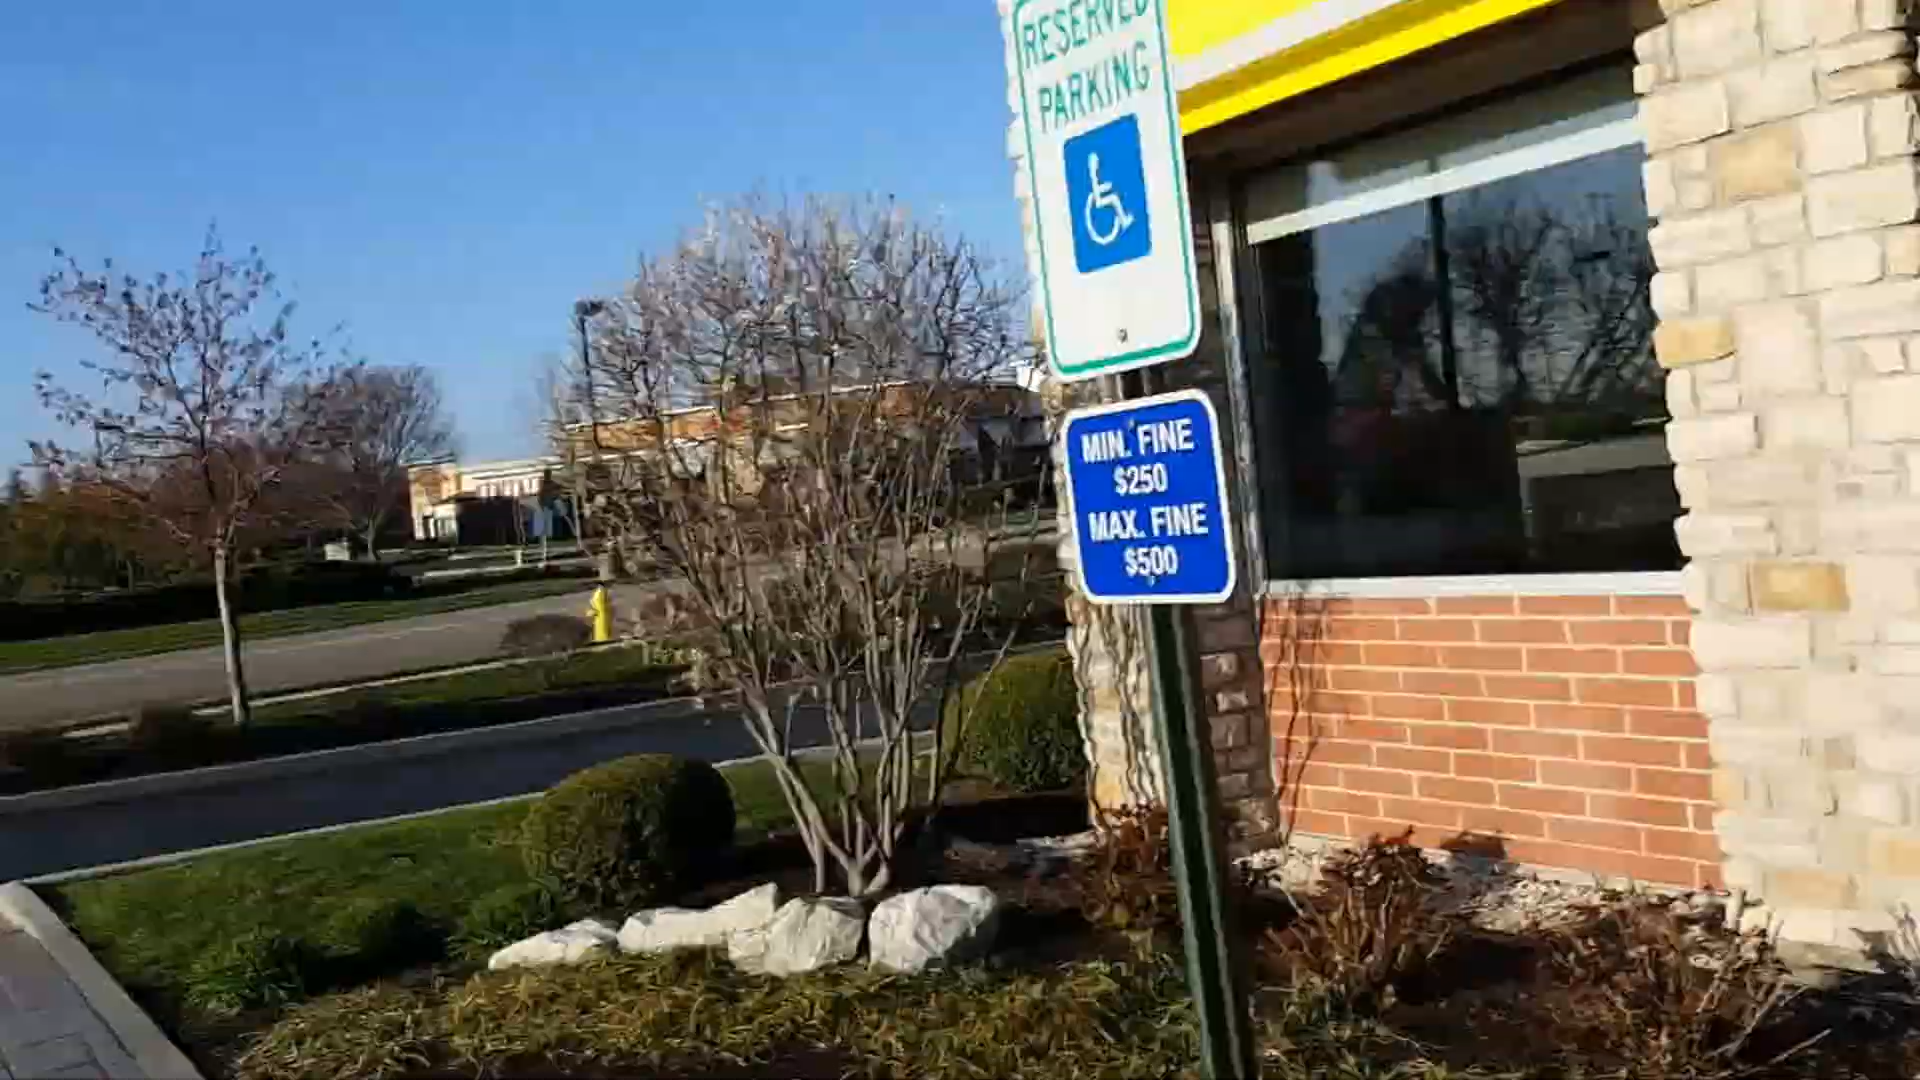 RESERVED
PARKING
MIN. FINE
$250
MAX. FINE
$500